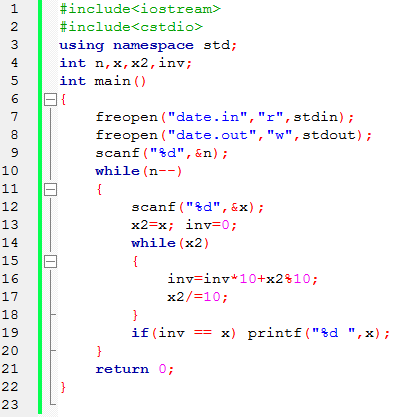 1 #include<iostream>
2 #include<cstdio>
3 using namespace std;
4 int n,x,x2,inv;
5 int main()
6 {
7 freopen("date.in","r",stdin);
8 freopen("date.out","w",stdout);
9 scanf("%d",&n);
10 while(n--)
11 {
12 scanf("%d",&x);
13 x2=x; inv=0;
14 while(x2)
15 {
16 inv=inv*10+x2%10;
17 x2/=10;
18 }
19 if(inv == x) printf("%d ",x);
20 }
21 return 0;
22 }
23